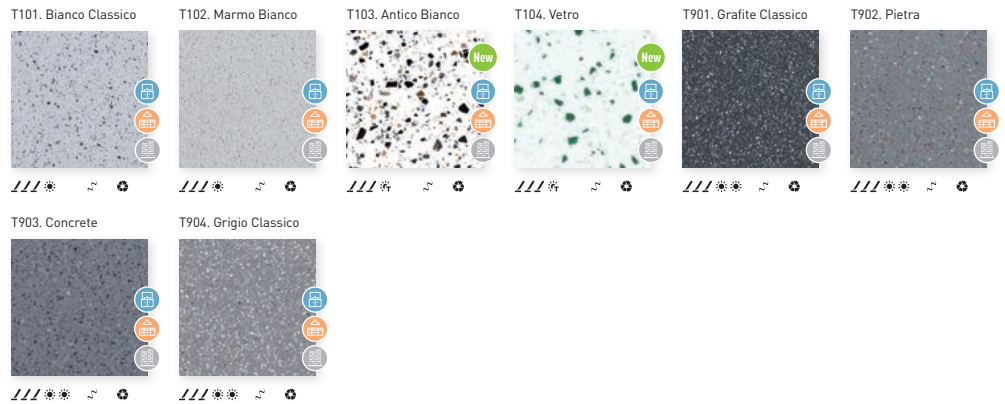 T101. Bianco Classico
T102. Marmo Bianco
T103. Antico Bianco
T104. Vetro
T901. Grafite Classico
T902. Pietra
New
New
T903. Concrete
T904. Grigio Classico